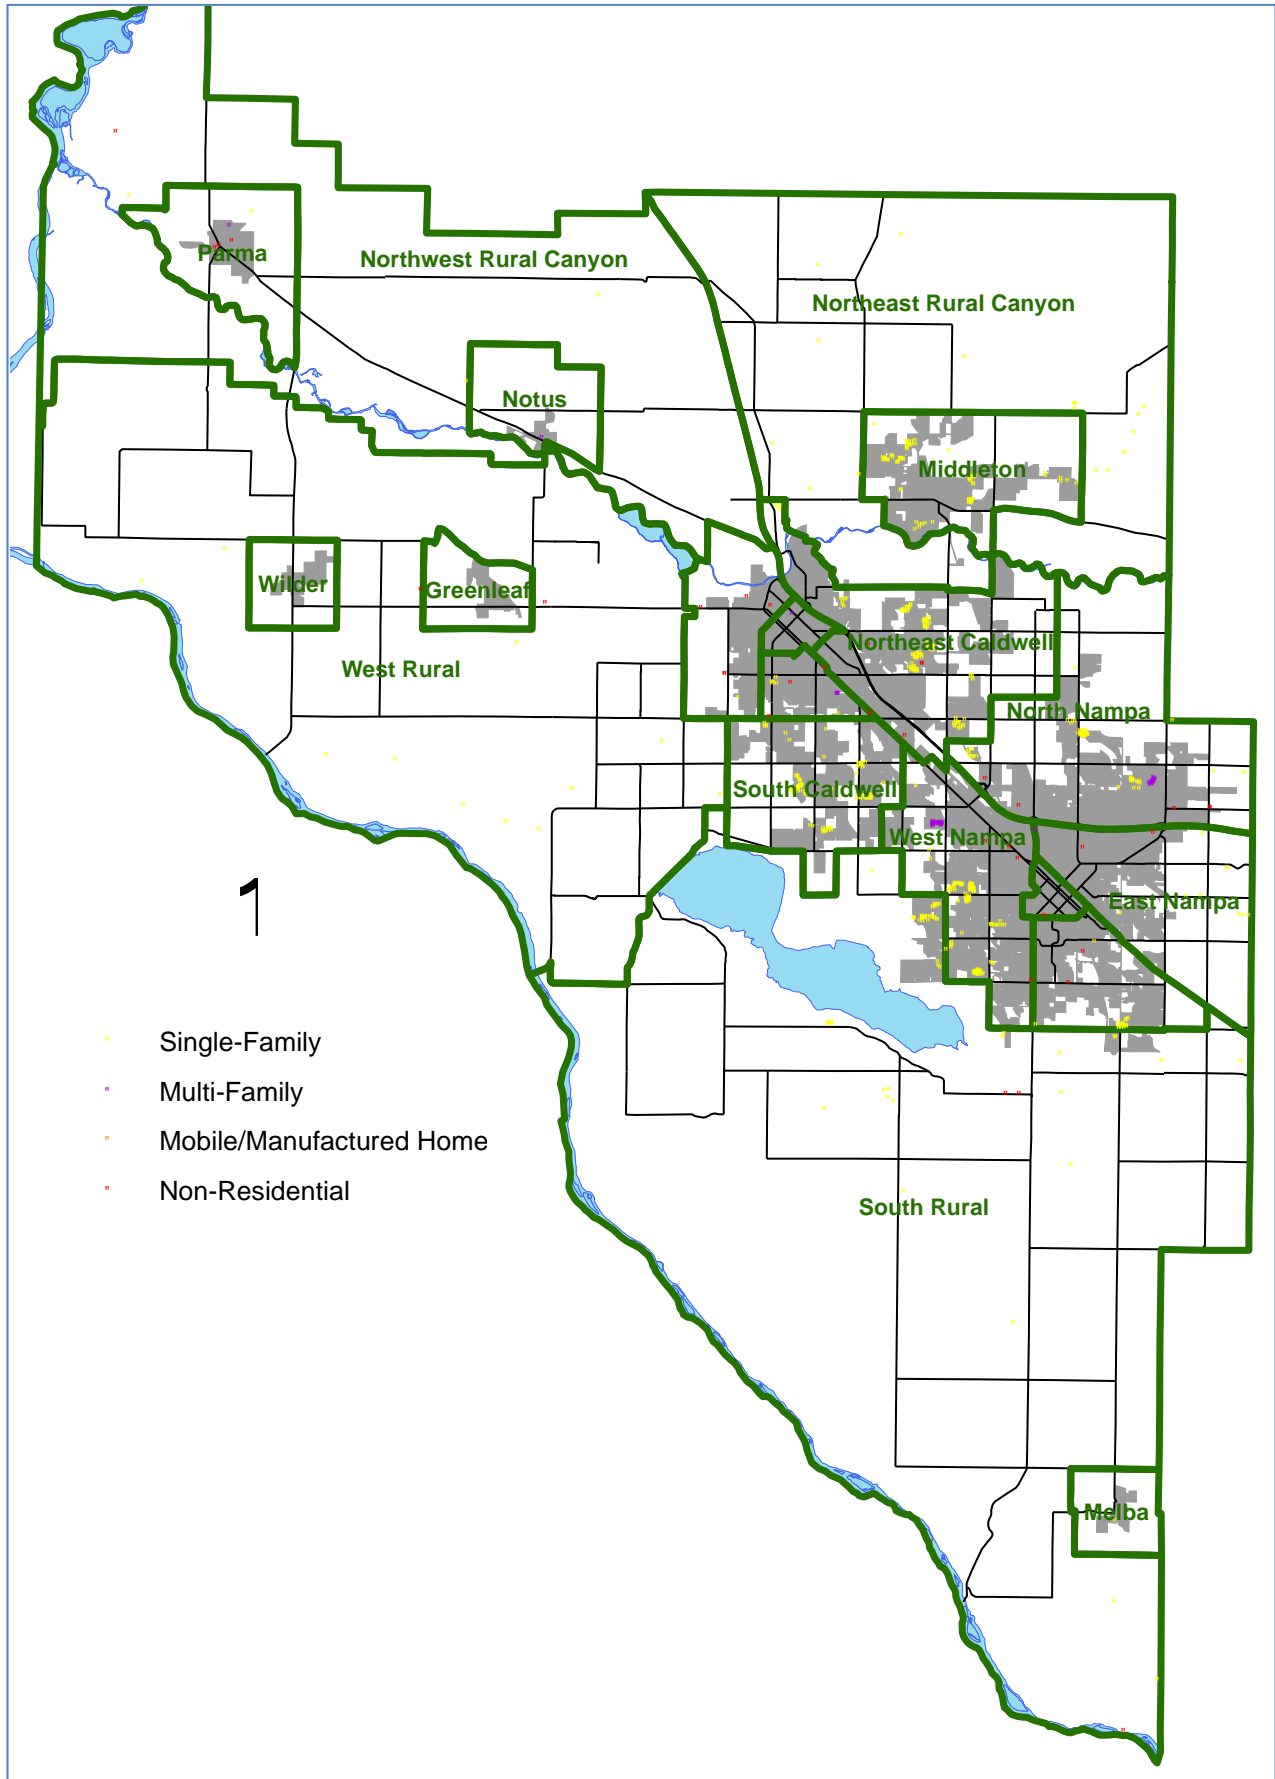 Parma
Northwest Rural Canyon
Northeast Rural Canyon
Notus
Middleton
Wilder
Greenleaf
Northeast Caldwell
West Rural
North Nampa
South Caldwell
West Nampa
1
East Nampa
Single-Family
Multi-Family
Mobile/Manufactured Home
Non-Residential
South Rural
Melba